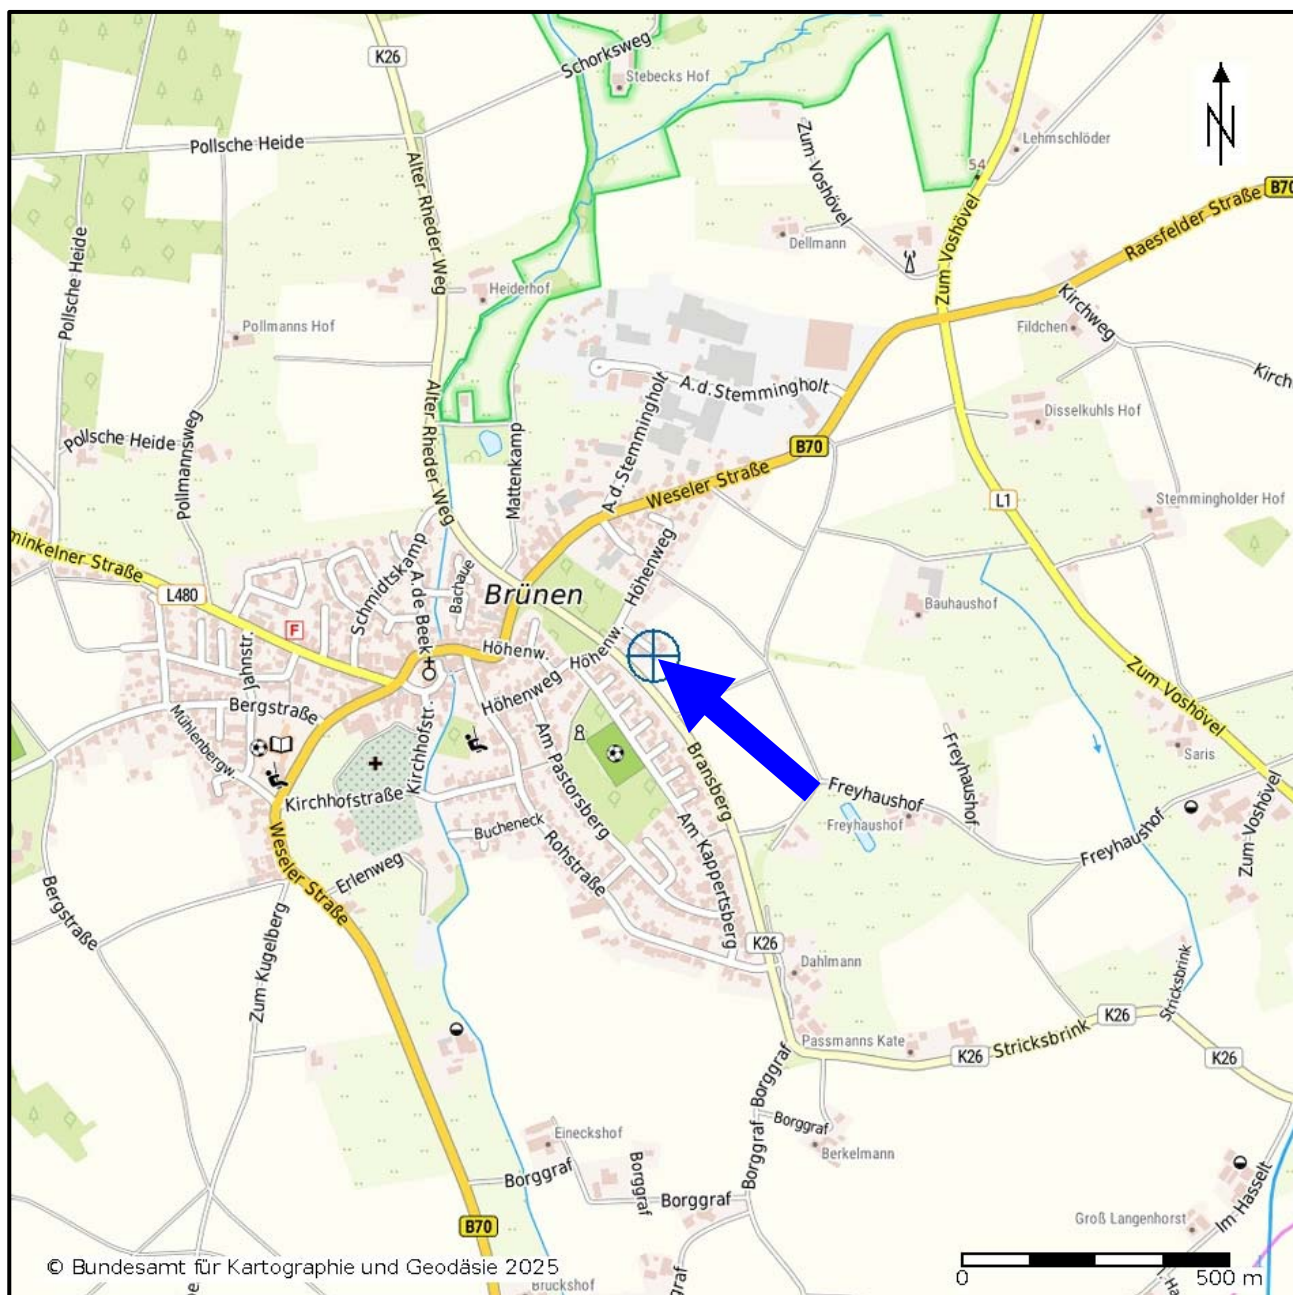 K26
Schorksweg
Stebecks Hof
Zum Voshövel
Lehmschlöder
54
N
Pollsche Heide
Alter Rheder Weg
B70
Raesfelder Straße
Dellmann
Zum Voshövel
Pollsche Heide
Heiderhof
Kirchweg
Pollmanns Hof
Fildchen
Kirch
A.d.Stemmingholt
A.d.Stemmingholt
Alter Rheder Weg
Disselkuhls Hof
Pollsche Heide
Pollmannsweg
Mattenkamp
B70
Weseler Straße
L1
Stemmingholder Hof
minkelner Straße
L480
Schmidtskamp
A.de Beek
Bachaue
Brünen
Höhenweg
Bauhaushof
F
Jahnstr.
Höhenw.
Höhenw.
Höhenweg
Zum Voshövel
Bergstraße
Mühlenbergw.
Kirchhofstr.
Am Pastorsberg
Bransberg
Freyhaushof
Saris
Kirchhofstraße
Freyhaushof
Freyhaushof
Bucheneck
Rohstraße
Am Kappertsberg
Freyhaushof
Zum Voshövel
Weseler Straße
Erlenweg
Bergstraße
Zum Kugelberg
K26
Dahlmann
Stricksbrink
Passmanns Kate
K26
Stricksbrink
K26
K26
Borggraf
Borggraf
Borggraf
Berkelmann
Eineckshof
Borggraf
Borggraf
Borggraf
Im Hasselt
Groß Langenhorst
B70
© Bundesamt für Kartographie und Geodäsie 2025
Bruckshof
graf
Ha
0 500 m